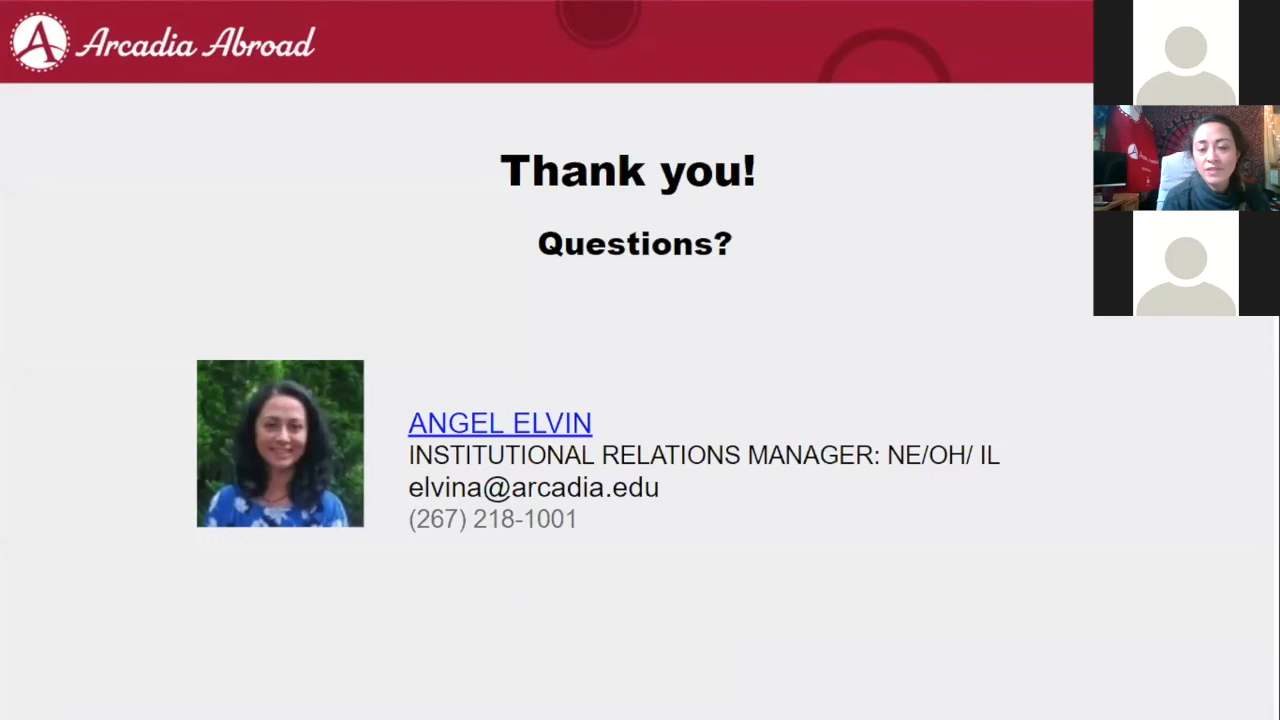 Arcadia Abroad
Thank you!
Questions?
ANGEL ELVIN
INSTITUTIONAL RELATIONS MANAGER: NE/OH/ IL
elvina@arcadia.edu
(267) 218-1001